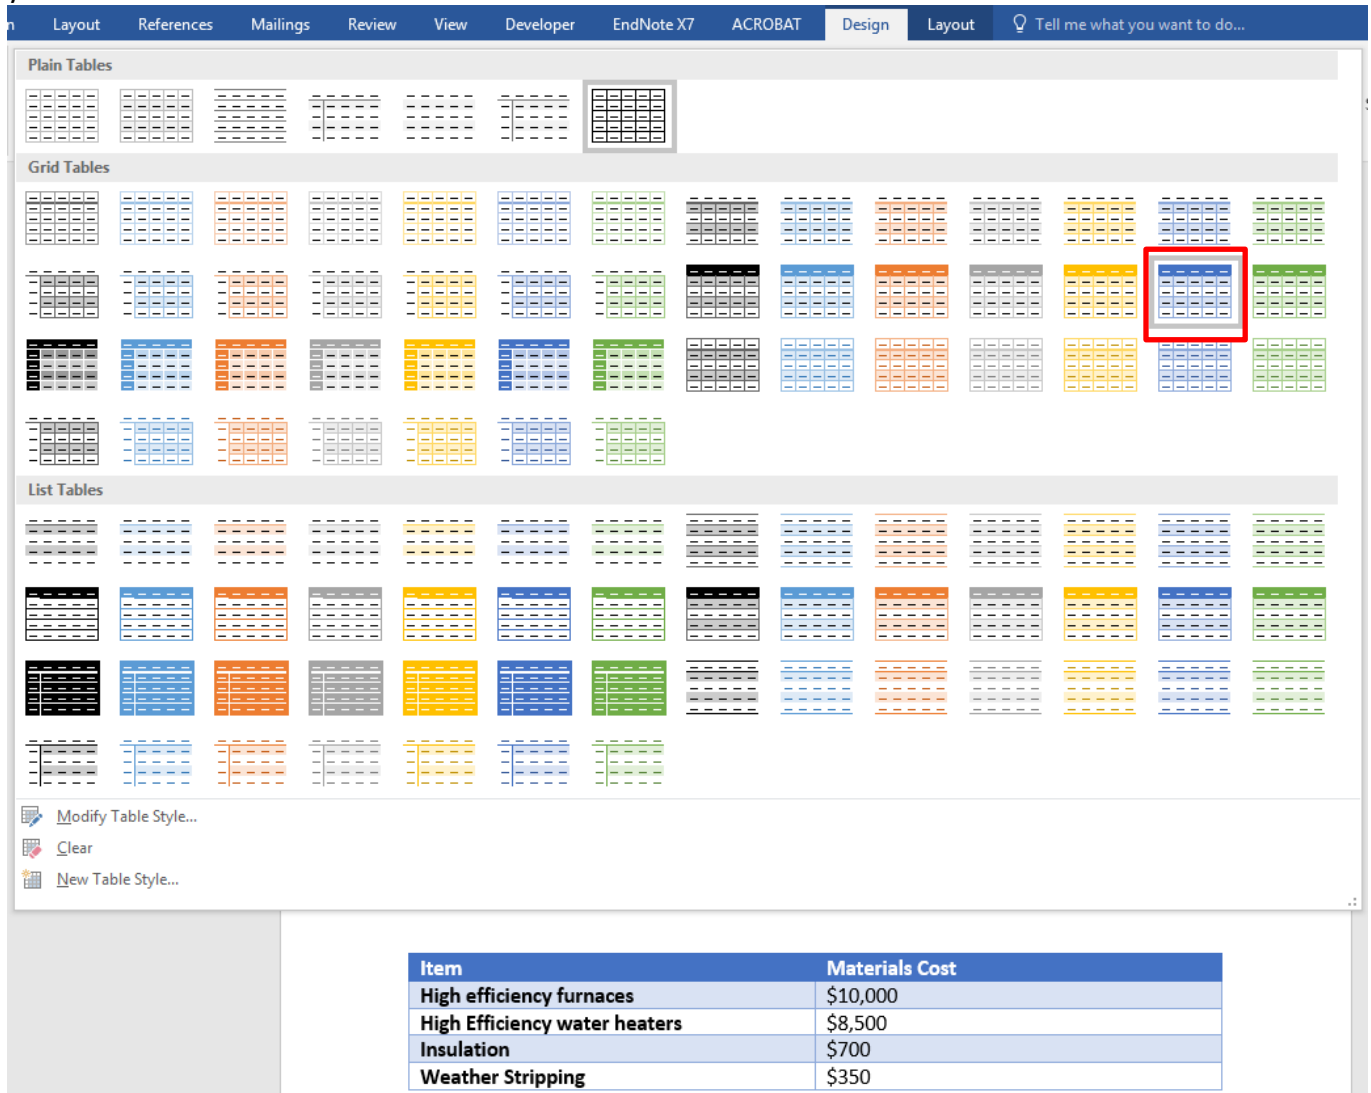 Layout References Mailings Review View Developer EndNote X7 ACROBAT Design Layout Tell me what you want to do...
Plain Tables
Grid Tables
List Tables
Modify Table Style...
Clear
New Table Style...
Item Materials Cost
High efficiency furnaces $10,000
High Efficiency water heaters $8,500
Insulation $700
Weather Stripping $350